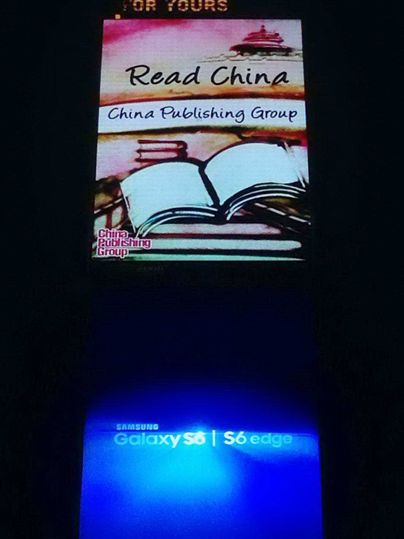 FOR YOURS
Read China
China Publishing Group
China
Publishing
Group
SAMSUNG
Galaxy S6 | S6 edge